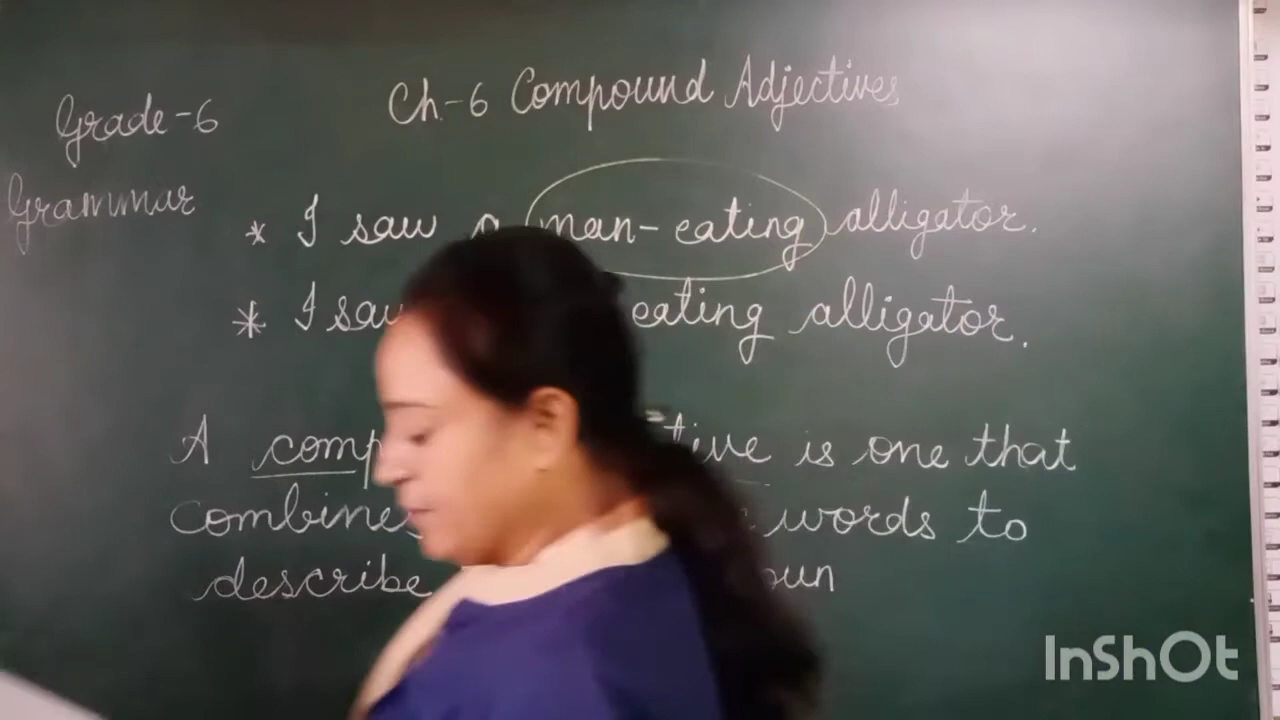 Ch-6 Compound Adjectives
Grade-6
Grammar
* I saw a man-eating alligator.
* I saw eating alligator.
A comp tive is one that
combines words to
describe oun
InShOt